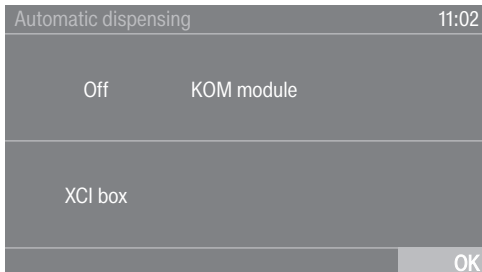 Automatic dispensing 11:02
Off KOM module
XCI box
OK